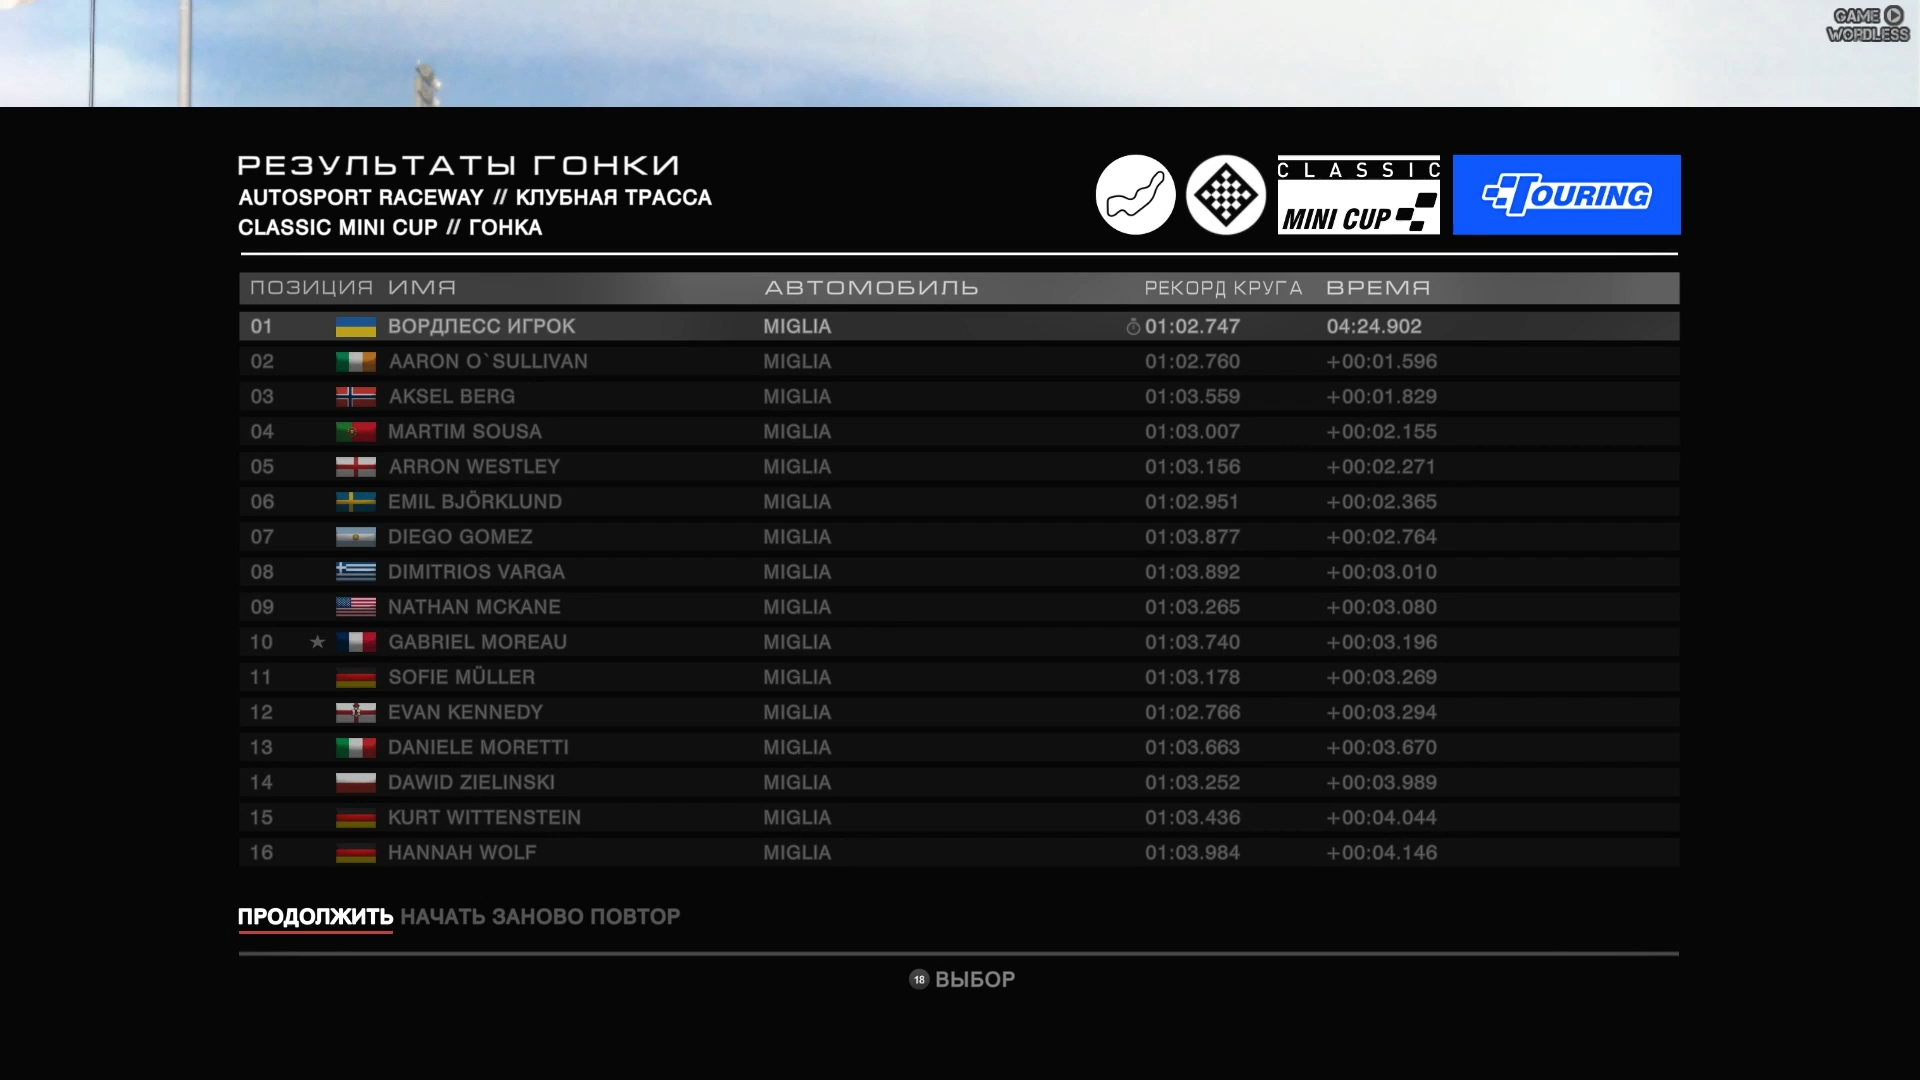 GAME
WORDLESS
РЕЗУЛЬТАТЫ ГОНКИ
AUTOSPORT RACEWAY // КЛУБНАЯ ТРАССА
CLASSIC MINI CUP // ГОНКА
CLASSIC
MINI CUP
TOURING
ПОЗИЦИЯ ИМЯ АВТОМОБИЛЬ РЕКОРД КРУГА ВРЕМЯ
01 ВОРДЛЕСС ИГРОК MIGLIA 01:02.747 04:24.902
02 AARON O`SULLIVAN MIGLIA 01:02.760 +00:01.596
03 AKSEL BERG MIGLIA 01:03.559 +00:01.829
04 MARTIM SOUSA MIGLIA 01:03.007 +00:02.155
05 ARRON WESTLEY MIGLIA 01:03.156 +00:02.271
06 EMIL BJÖRKLUND MIGLIA 01:02.951 +00:02.365
07 DIEGO GOMEZ MIGLIA 01:03.877 +00:02.764
08 DIMITRIOS VARGA MIGLIA 01:03.892 +00:03.010
09 NATHAN MCKANE MIGLIA 01:03.265 +00:03.080
10 GABRIEL MOREAU MIGLIA 01:03.740 +00:03.196
11 SOFIE MÜLLER MIGLIA 01:03.178 +00:03.269
12 EVAN KENNEDY MIGLIA 01:02.766 +00:03.294
13 DANIELE MORETTI MIGLIA 01:03.663 +00:03.670
14 DAWID ZIELINSKI MIGLIA 01:03.252 +00:03.989
15 KURT WITTENSTEIN MIGLIA 01:03.436 +00:04.044
16 HANNAH WOLF MIGLIA 01:03.984 +00:04.146
ПРОДОЛЖИТЬ НАЧАТЬ ЗАНОВО ПОВТОР
18 ВЫБОР